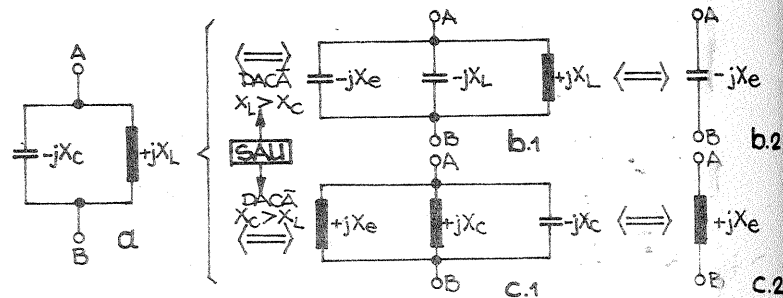 A
-jXc
+jXL
B
a
DACĂ
XL>Xc
SAU
DACĂ
Xc>XL
A
-jXe
-jXL
+jXL
B
b.1
A
-jXe
B
b.2
A
+jXe
+jXc
-jXc
B
c.1
A
+jXe
B
c.2